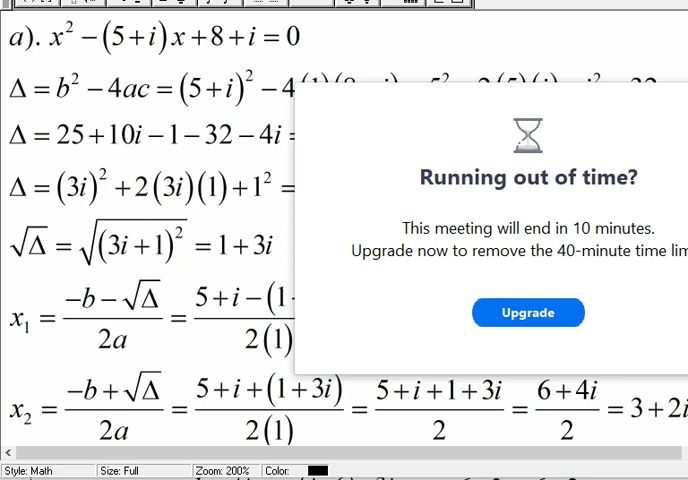 a). x² − (5 + i)x + 8 + i = 0
Δ = b² − 4ac = (5 + i)² − 4
Δ = 25 + 10i − 1 − 32 − 4i =
Δ = (3i)² + 2(3i)(1) + 1² =
√Δ = √(3i + 1)² = 1 + 3i
x₁ = (−b − √Δ)/2a = (5 + i − (1 /2(1)
x₂ = (−b + √Δ)/2a = (5 + i + (1 + 3i))/2(1) = (5 + i + 1 + 3i)/2 = (6 + 4i)/2 = 3 + 2i
Running out of time?
This meeting will end in 10 minutes.
Upgrade now to remove the 40-minute time lim
Upgrade
Style: Math Size: Full Zoom: 200% Color: